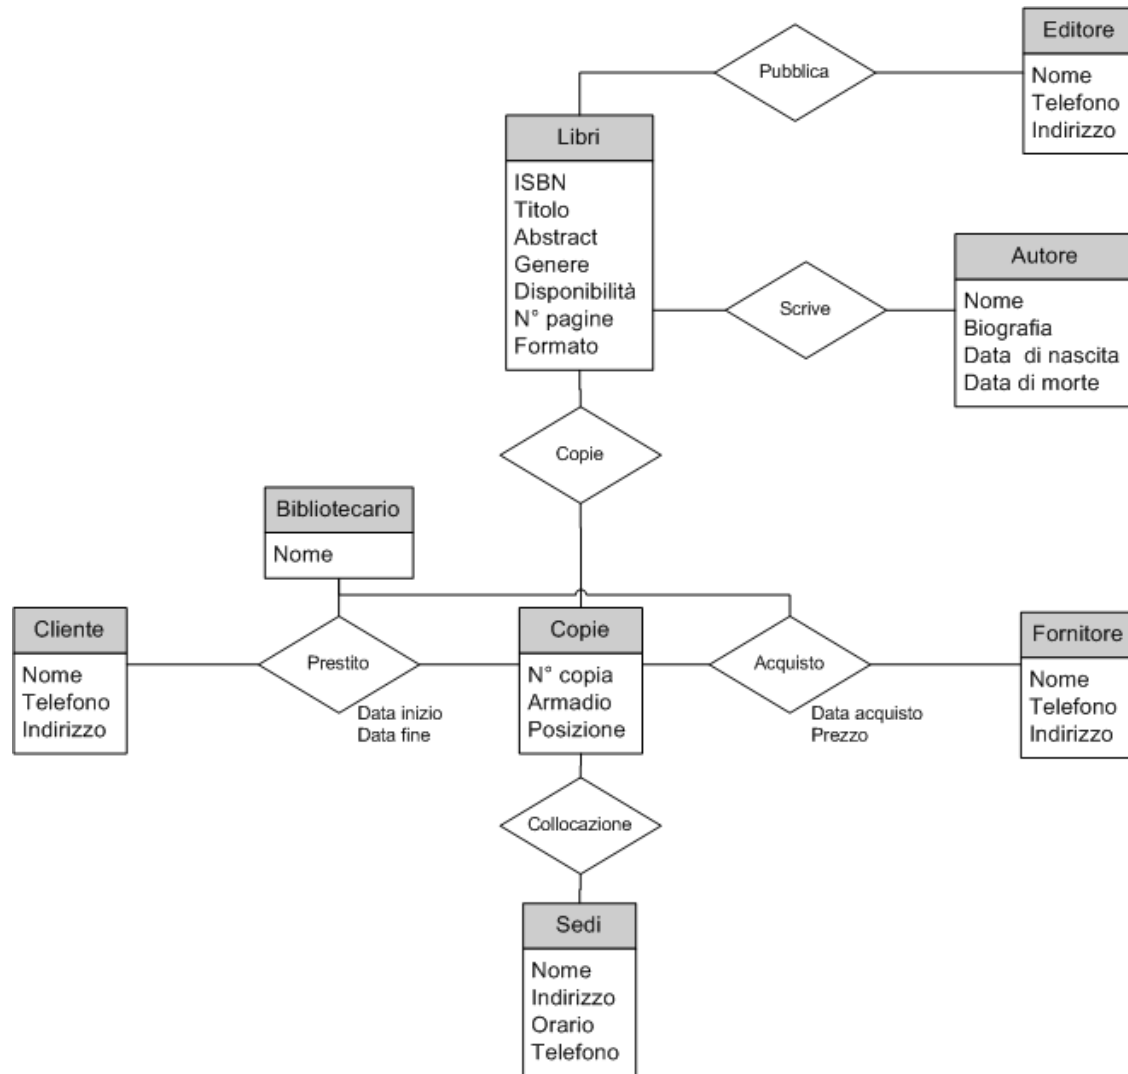 Editore
Nome
Telefono
Indirizzo
Pubblica
Libri
ISBN
Titolo
Abstract
Genere
Disponibilità
N° pagine
Formato
Scrive
Autore
Nome
Biografia
Data di nascita
Data di morte
Copie
Bibliotecario
Nome
Cliente
Nome
Telefono
Indirizzo
Prestito
Data inizio
Data fine
Copie
N° copia
Armadio
Posizione
Acquisto
Data acquisto
Prezzo
Fornitore
Nome
Telefono
Indirizzo
Collocazione
Sedi
Nome
Indirizzo
Orario
Telefono